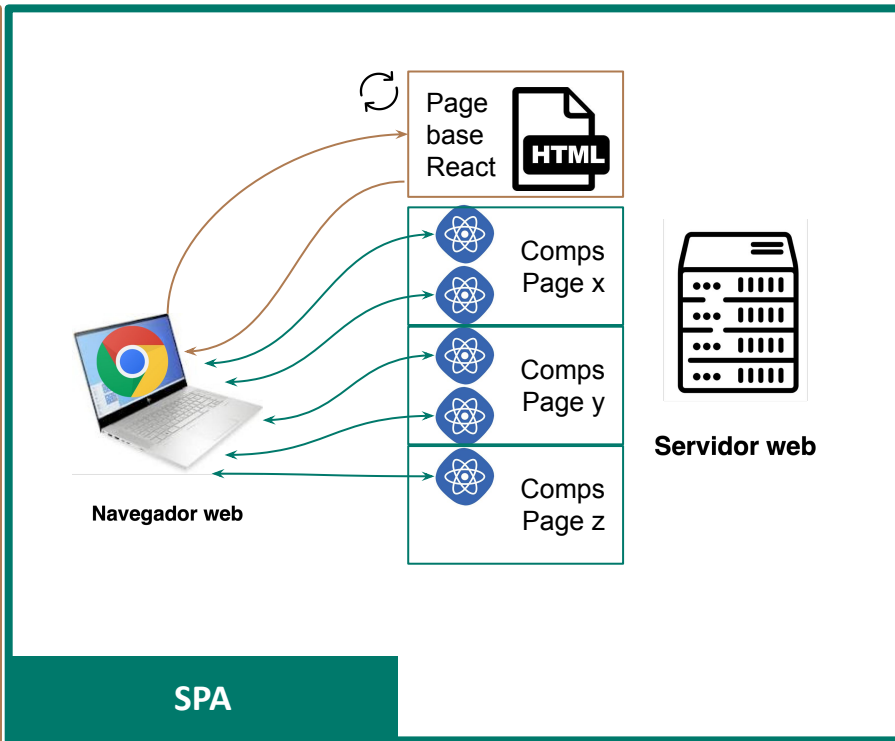 Page
base
React
HTML
Comps
Page x
Comps
Page y
Comps
Page z
Servidor web
Navegador web
SPA